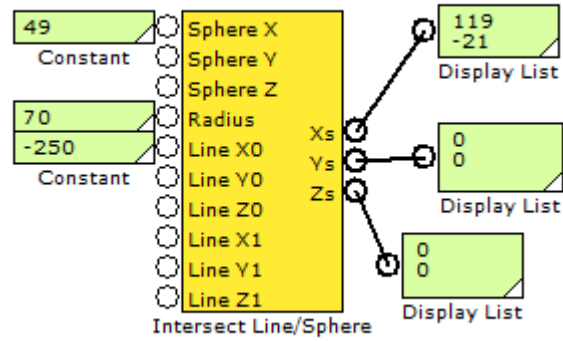 49
Constant
70
-250
Constant
Sphere X
Sphere Y
Sphere Z
Radius
Line X0
Line Y0
Line Z0
Line X1
Line Y1
Line Z1
Xs
Ys
Zs
Intersect Line/Sphere
119
-21
Display List
0
0
Display List
0
0
Display List